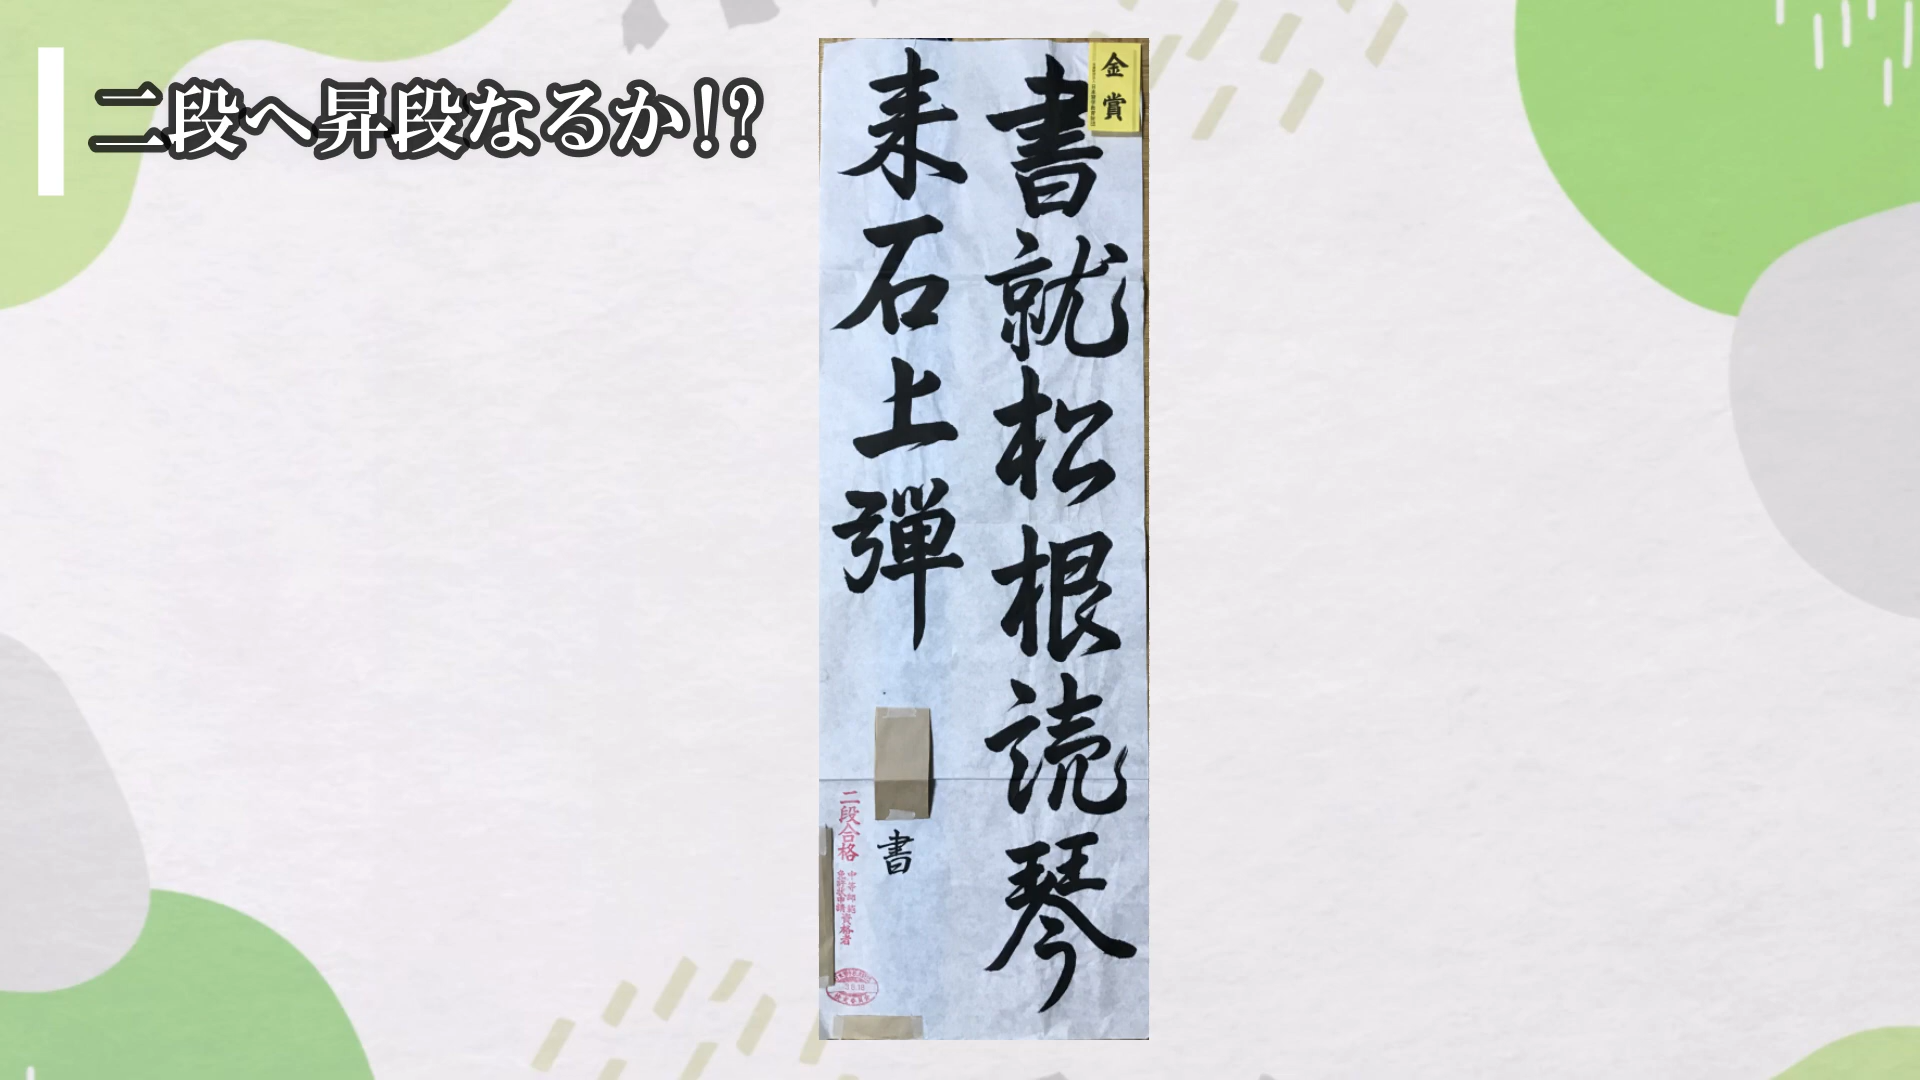 二段へ昇段なるか!?
金賞
書就松根読琴
来石上弾
書
二段合格